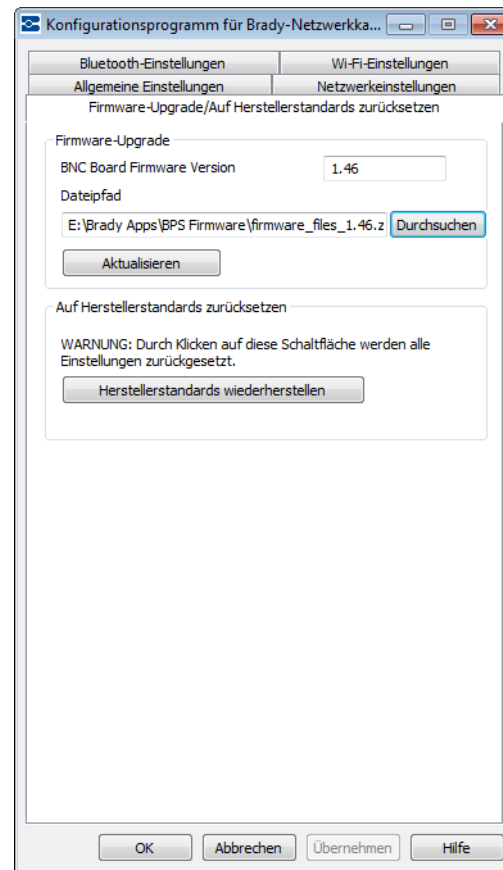 Konfigurationsprogramm für Brady-Netzwerkka...
Bluetooth-Einstellungen
Wi-Fi-Einstellungen
Allgemeine Einstellungen
Netzwerkeinstellungen
Firmware-Upgrade/Auf Herstellerstandards zurücksetzen
Firmware-Upgrade
BNC Board Firmware Version
1.46
Dateipfad
E:\Brady Apps\BPS Firmware\firmware_files_1.46.z
Durchsuchen
Aktualisieren
Auf Herstellerstandards zurücksetzen
WARNUNG: Durch Klicken auf diese Schaltfläche werden alle
Einstellungen zurückgesetzt.
Herstellerstandards wiederherstellen
OK
Abbrechen
Übernehmen
Hilfe